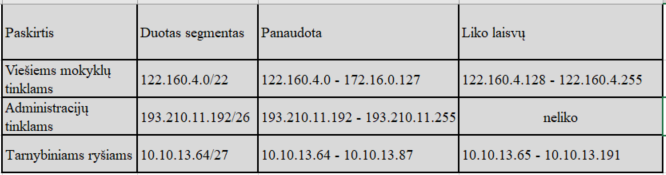 Paskirtis Duotas segmentas Panaudota Liko laisvų
Viešiems mokyklų tinklams 122.160.4.0/22 122.160.4.0 - 172.16.0.127 122.160.4.128 - 122.160.4.255
Administracijų tinklams 193.210.11.192/26 193.210.11.192 - 193.210.11.255 neliko
Tarnybiniams ryšiams 10.10.13.64/27 10.10.13.64 - 10.10.13.87 10.10.13.65 - 10.10.13.191